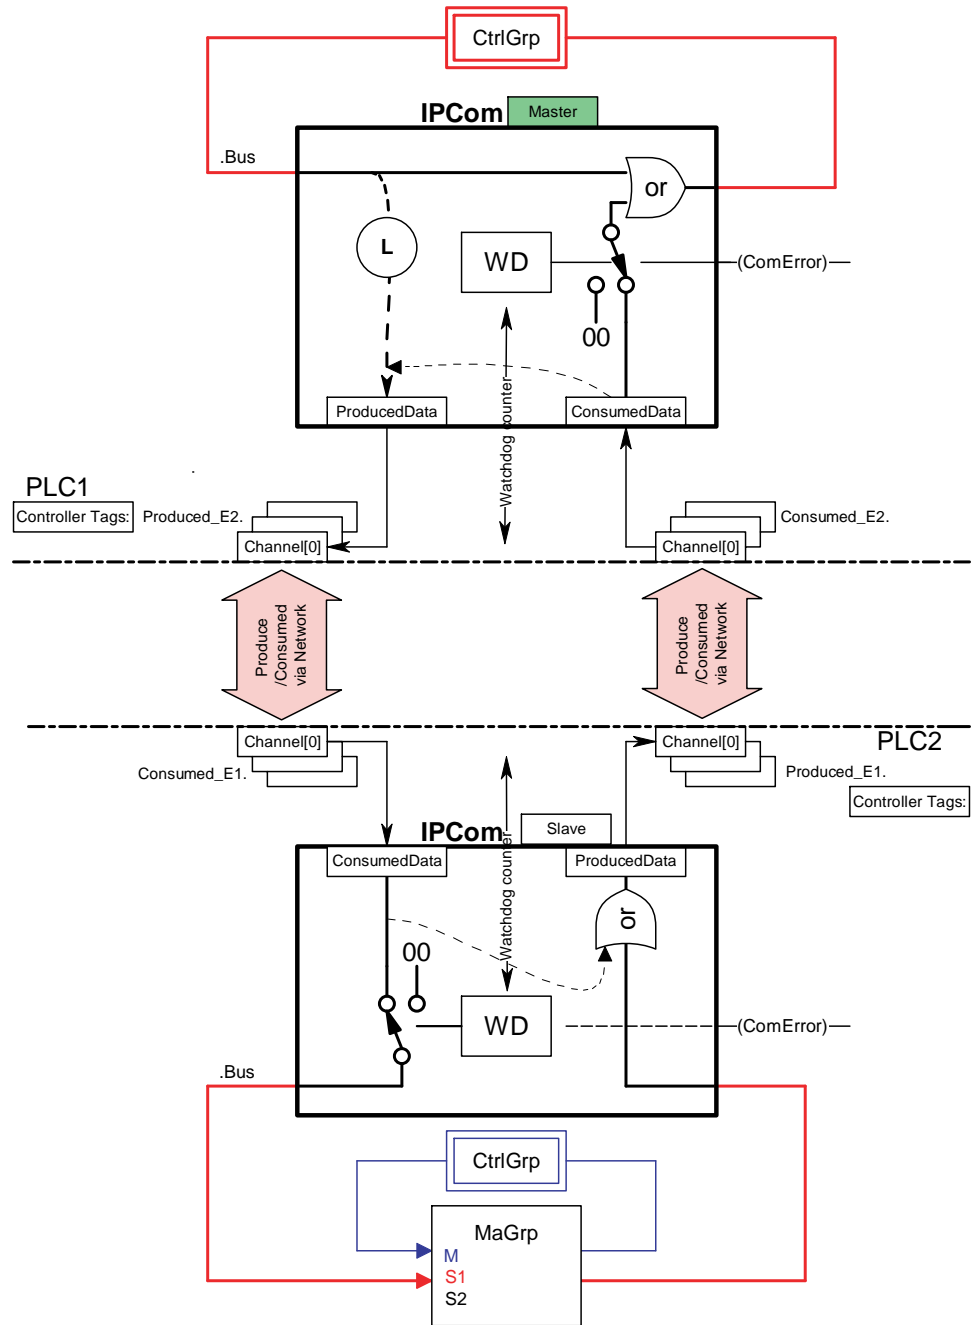 CtrlGrp
IPCom
Master
.Bus
or
L
WD
(ComError)
00
ProducedData
ConsumedData
Watchdog counter
PLC1
Controller Tags:
Produced_E2.
Consumed_E2.
Channel[0]
Channel[0]
Produce
/Consumed
via Network
Produce
/Consumed
via Network
Channel[0]
Channel[0]
PLC2
Consumed_E1.
Produced_E1.
Controller Tags:
IPCom
Slave
ConsumedData
ProducedData
Watchdog counter
or
00
WD
(ComError)
.Bus
CtrlGrp
MaGrp
M
S1
S2